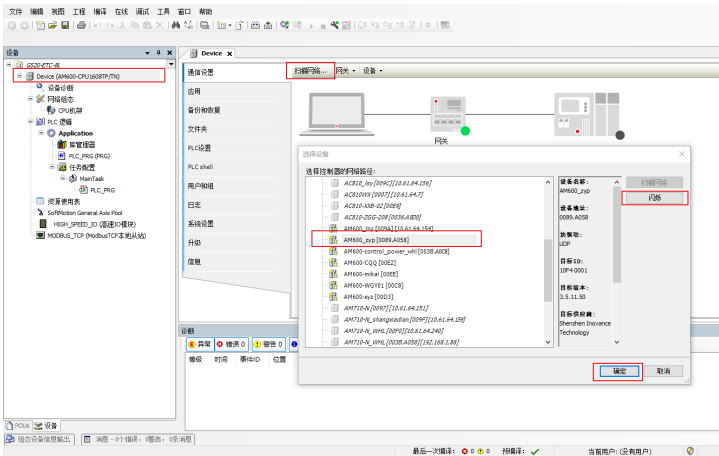 文件 编辑 视图 工程 编译 在线 调试 工具 窗口 帮助
设备
Device
GS20-ETC-8L
Device (AM600-CPU1608TP/TN)
设备诊断
网络组态
CPU机架
PLC 逻辑
Application
库管理器
PLC_PRG (PRG)
任务配置
MainTask
PLC_PRG
资源使用表
SoftMotion General Axis Pool
HIGH_SPEED_IO (高速IO模块)
MODBUS_TCP (ModbusTCP本地从站)
通信设置
应用
备份和恢复
文件夹
PLC设置
PLC shell
用户和组
日志
系统设置
升级
信息
扫描网络... 网关 设备
网关
选择设备
选择控制器的网络路径:
AC810_lsy [009C][10.61.64.156]
AC810WX [0007][10.61.64.7]
AC810-XXB-02 [00E9]
AC810-ZGG-208 [0036.A0D0]
AM600_lsy [009A][10.61.64.154]
AM600_zyp [0089.A058]
AM600-control_power_whl [003B.A0C8]
AM600-CQQ [00E2]
AM600-mikai [00EE]
AM600-WGY01 [00C8]
AM600-xyz [00D3]
AM710-N [0097][10.61.64.151]
AM710-N_shangxiadian [009F][10.61.64.159]
AM710-N_WHL [00F0][10.61.64.240]
AM710-N_WHL [003B.A058][192.168.1.88]
设备名称:
AM600_zyp
设备地址:
0089.A058
块驱动:
UDP
目标ID:
10F4 0001
目标版本:
3.5.11.50
目标供应商:
Shenzhen Inovance
Technology
扫描网络
闪烁
确定 取消
诊断
异常 错误 0 警告 0
等级 时间 事件ID 位置
POUs 设备
组态设备信息输出 消息 - 0个错误, 0警告, 0条消息
最后一次编译: 0 0 预编译: 当前用户: (没有用户)